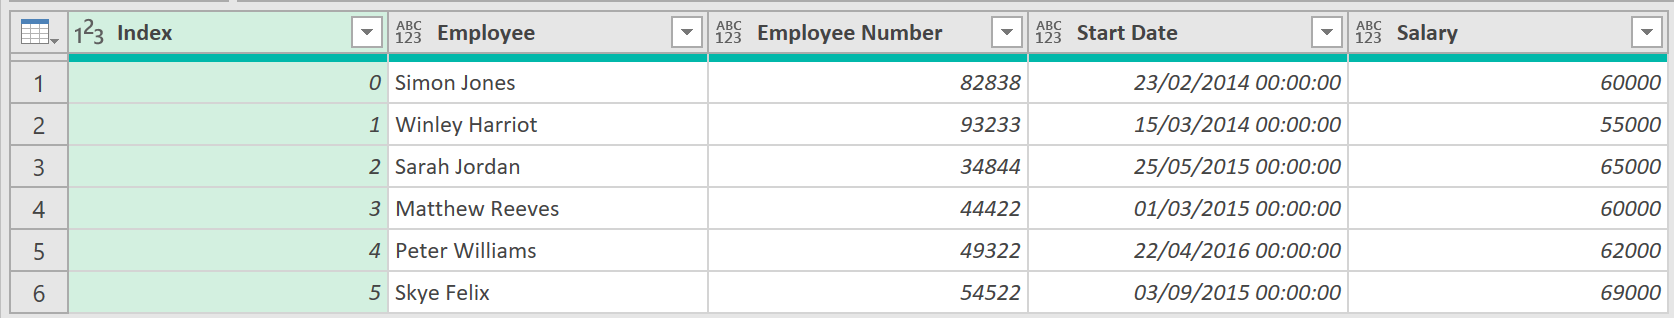 1²3 Index ABC 123 Employee ABC 123 Employee Number ABC 123 Start Date ABC 123 Salary
1 0 Simon Jones 82838 23/02/2014 00:00:00 60000
2 1 Winley Harriot 93233 15/03/2014 00:00:00 55000
3 2 Sarah Jordan 34844 25/05/2015 00:00:00 65000
4 3 Matthew Reeves 44422 01/03/2015 00:00:00 60000
5 4 Peter Williams 49322 22/04/2016 00:00:00 62000
6 5 Skye Felix 54522 03/09/2015 00:00:00 69000